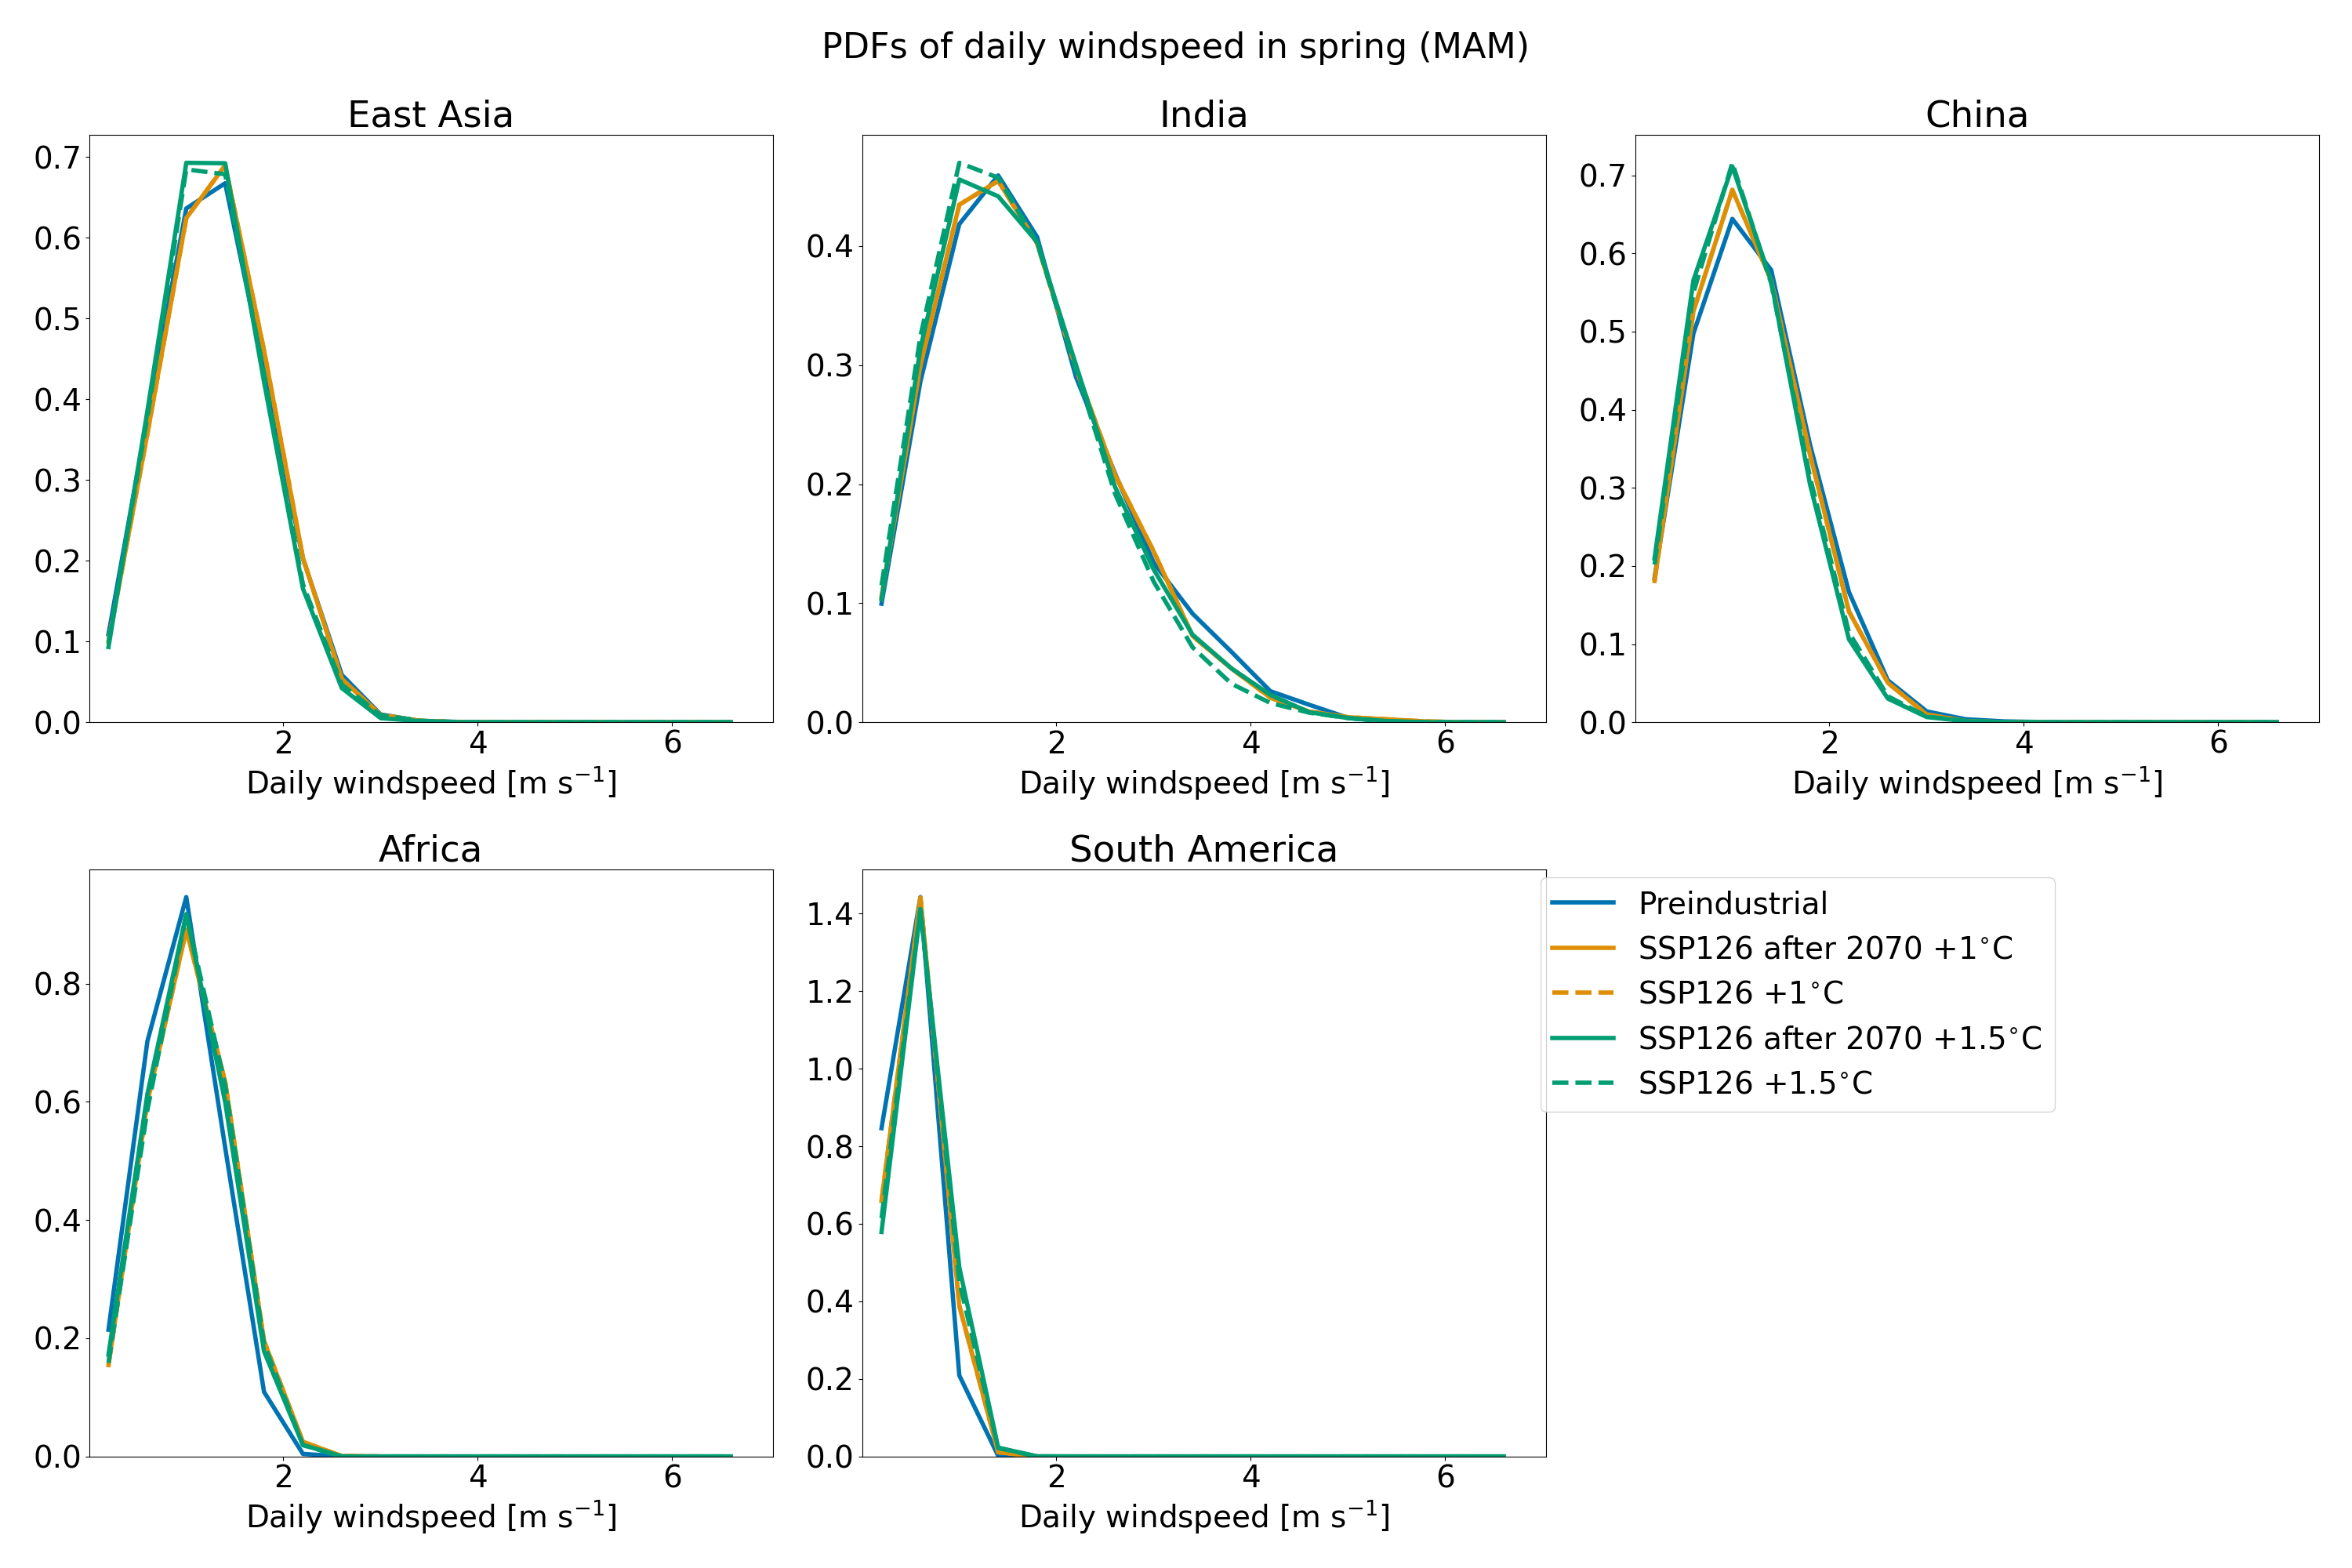 PDFs of daily windspeed in spring (MAM)
East Asia
0.7
0.6
0.5
0.4
0.3
0.2
0.1
0.0
2 4 6
Daily windspeed [m s⁻¹]
India
0.4
0.3
0.2
0.1
0.0
2 4 6
Daily windspeed [m s⁻¹]
China
0.7
0.6
0.5
0.4
0.3
0.2
0.1
0.0
2 4 6
Daily windspeed [m s⁻¹]
Africa
0.8
0.6
0.4
0.2
0.0
2 4 6
Daily windspeed [m s⁻¹]
South America
1.4
1.2
1.0
0.8
0.6
0.4
0.2
0.0
2 4 6
Daily windspeed [m s⁻¹]
Preindustrial
SSP126 after 2070 +1°C
SSP126 +1°C
SSP126 after 2070 +1.5°C
SSP126 +1.5°C